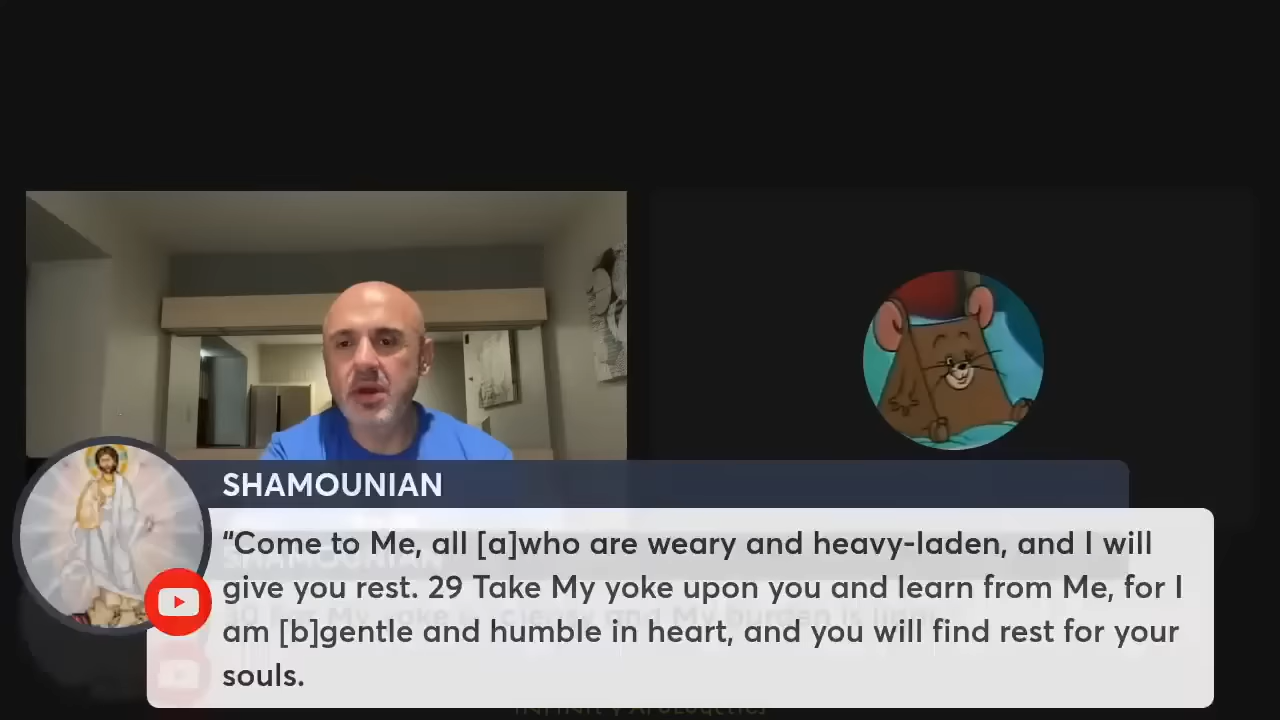 SHAMOUNIAN
“Come to Me, all [a]who are weary and heavy-laden, and I will
give you rest. 29 Take My yoke upon you and learn from Me, for I
am [b]gentle and humble in heart, and you will find rest for your
souls.